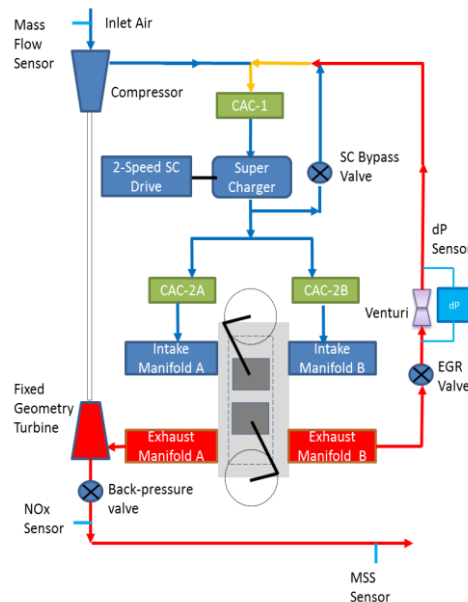 Mass
Flow
Sensor
Inlet Air
Compressor
CAC-1
2-Speed SC
Drive
Super
Charger
SC Bypass
Valve
dP
Sensor
CAC-2A
CAC-2B
Venturi
dP
Intake
Manifold A
Intake
Manifold B
EGR
Valve
Fixed
Geometry
Turbine
Exhaust
Manifold A
Exhaust
Manifold B
Back-pressure
valve
NOx
Sensor
MSS
Sensor